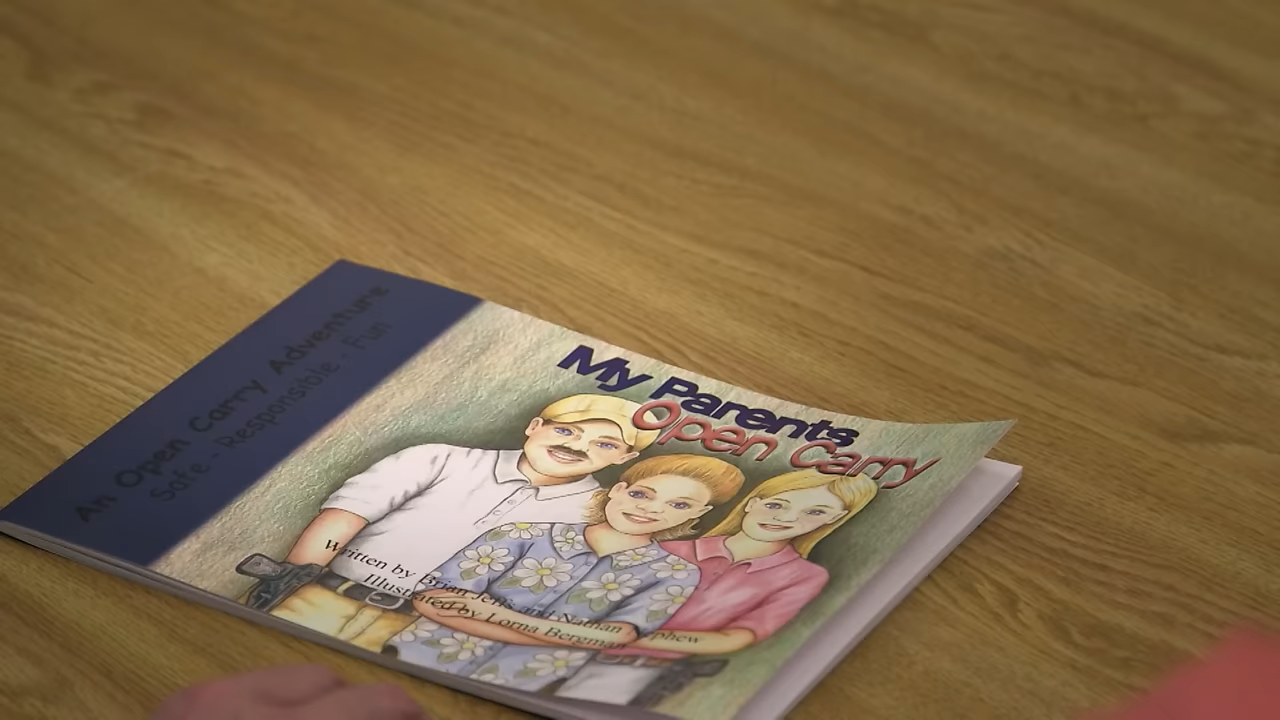 An Open Carry Adventure
Safe - Responsible - Fun
My Parents
Open Carry
Written by Brian Jeffs and Nathan Nephew
Illustrated by Lorna Bergman